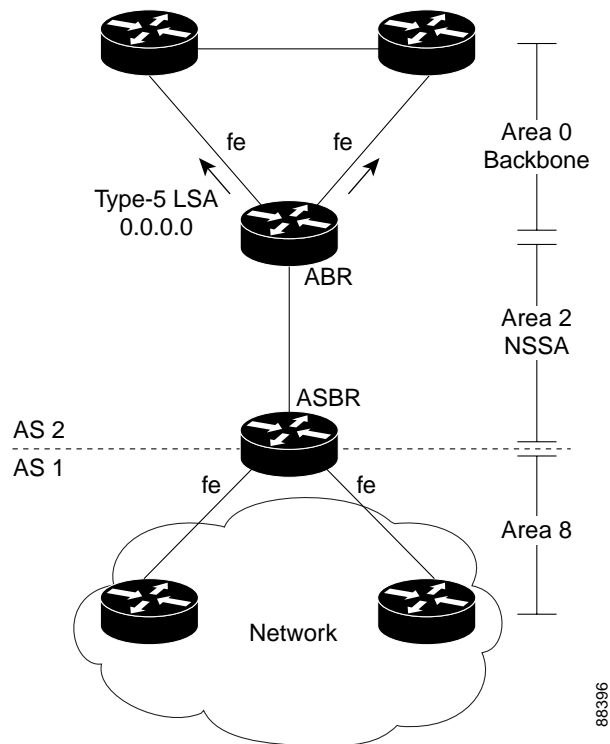 fe
fe
Area 0
Backbone
Type-5 LSA
0.0.0.0
ABR
Area 2
NSSA
ASBR
AS 2
AS 1
fe
fe
Area 8
Network
88396